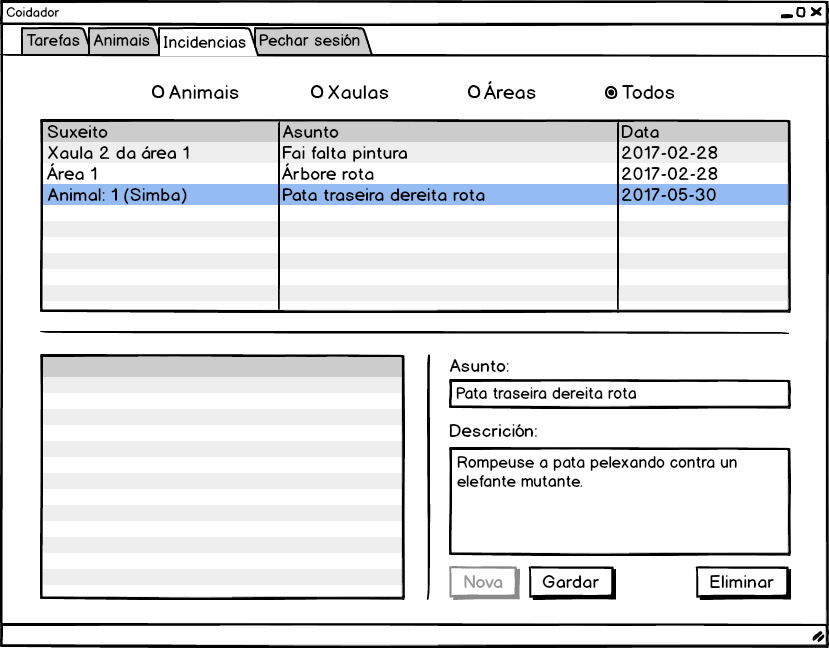 Coidador
Tarefas Animais Incidencias Pechar sesión
Animais Xaulas Áreas Todos
Suxeito Asunto Data
Xaula 2 da área 1 Fai falta pintura 2017-02-28
Área 1 Árbore rota 2017-02-28
Animal: 1 (Simba) Pata traseira dereita rota 2017-05-30
Asunto:
Pata traseira dereita rota
Descrición:
Rompeuse a pata pelexando contra un
elefante mutante.
Nova Gardar Eliminar